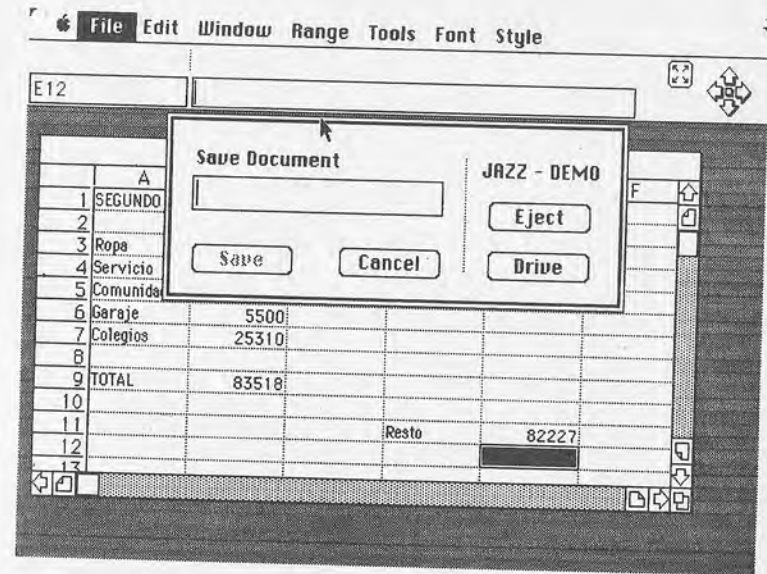 File Edit Window Range Tools Font Style
E12
Save Document
JAZZ - DEMO
Eject
Save Cancel Drive
A F
1 SEGUNDO
2
3 Ropa
4 Servicio
5 Comunida
6 Garaje 5500
7 Colegios 25310
8
9 TOTAL 83518
10
11 Resto 82227
12
13